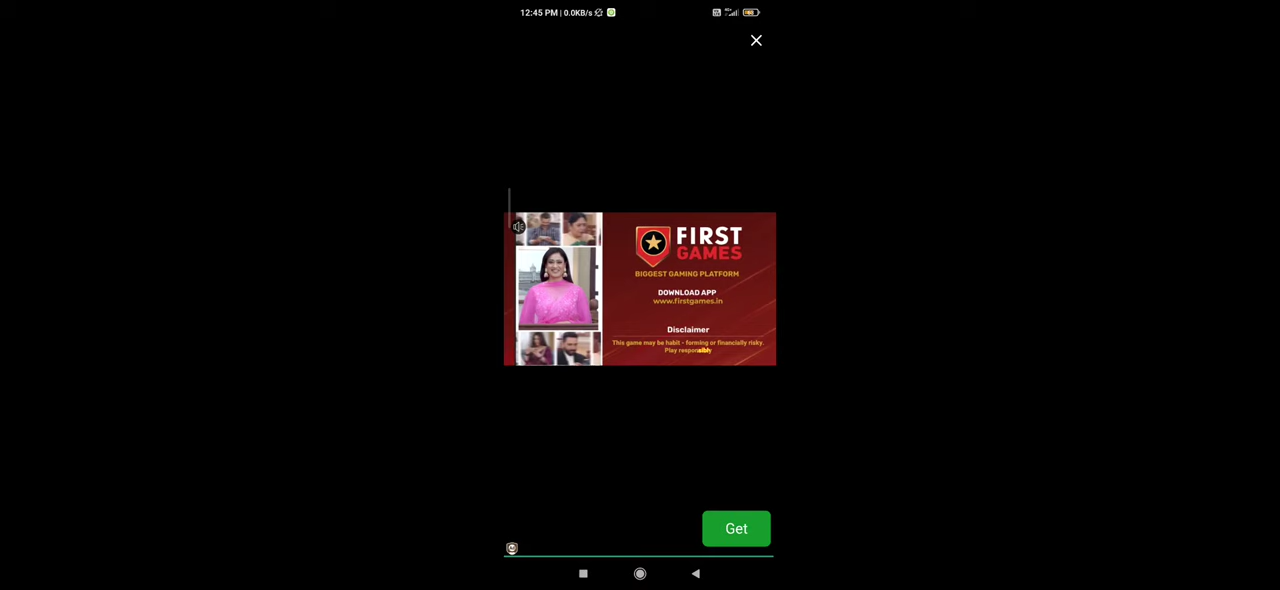 12:45 PM | 0.0KB/s
FIRST
GAMES
BIGGEST GAMING PLATFORM
DOWNLOAD APP
www.firstgames.in
Disclaimer
This game may be habit - forming or financially risky.
Play responsibly
Get